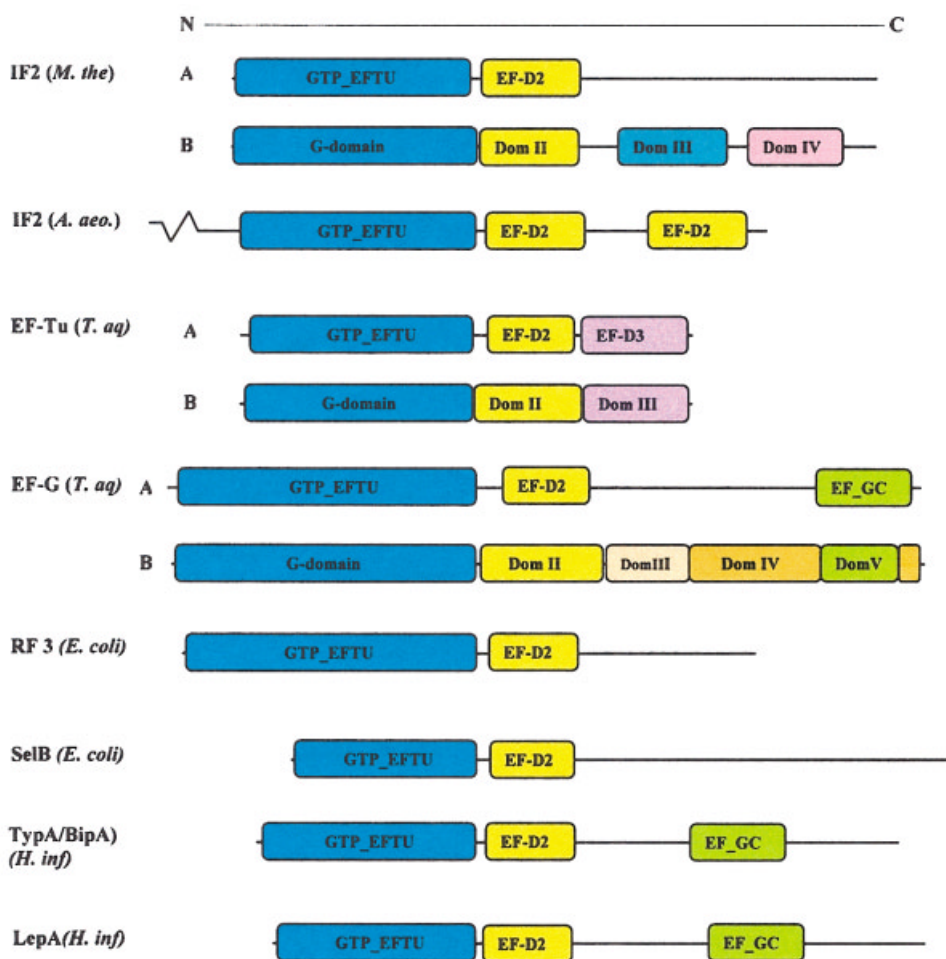 N C
IF2 (M. the) A GTP_EFTU EF-D2
B G-domain Dom II Dom III Dom IV
IF2 (A. aeo.) GTP_EFTU EF-D2 EF-D2
EF-Tu (T. aq) A GTP_EFTU EF-D2 EF-D3
B G-domain Dom II Dom III
EF-G (T. aq) A GTP_EFTU EF-D2 EF_GC
B G-domain Dom II DomIII Dom IV DomV
RF 3 (E. coli) GTP_EFTU EF-D2
SelB (E. coli) GTP_EFTU EF-D2
TypA/BipA) GTP_EFTU EF-D2 EF_GC
(H. inf)
LepA(H. inf) GTP_EFTU EF-D2 EF_GC